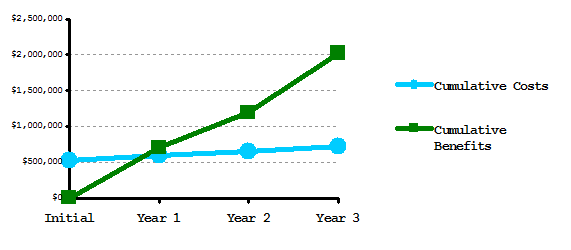 $2,500,000
$2,000,000
$1,500,000
$1,000,000
$500,000
$0
Initial Year 1 Year 2 Year 3
Cumulative Costs
Cumulative
Benefits